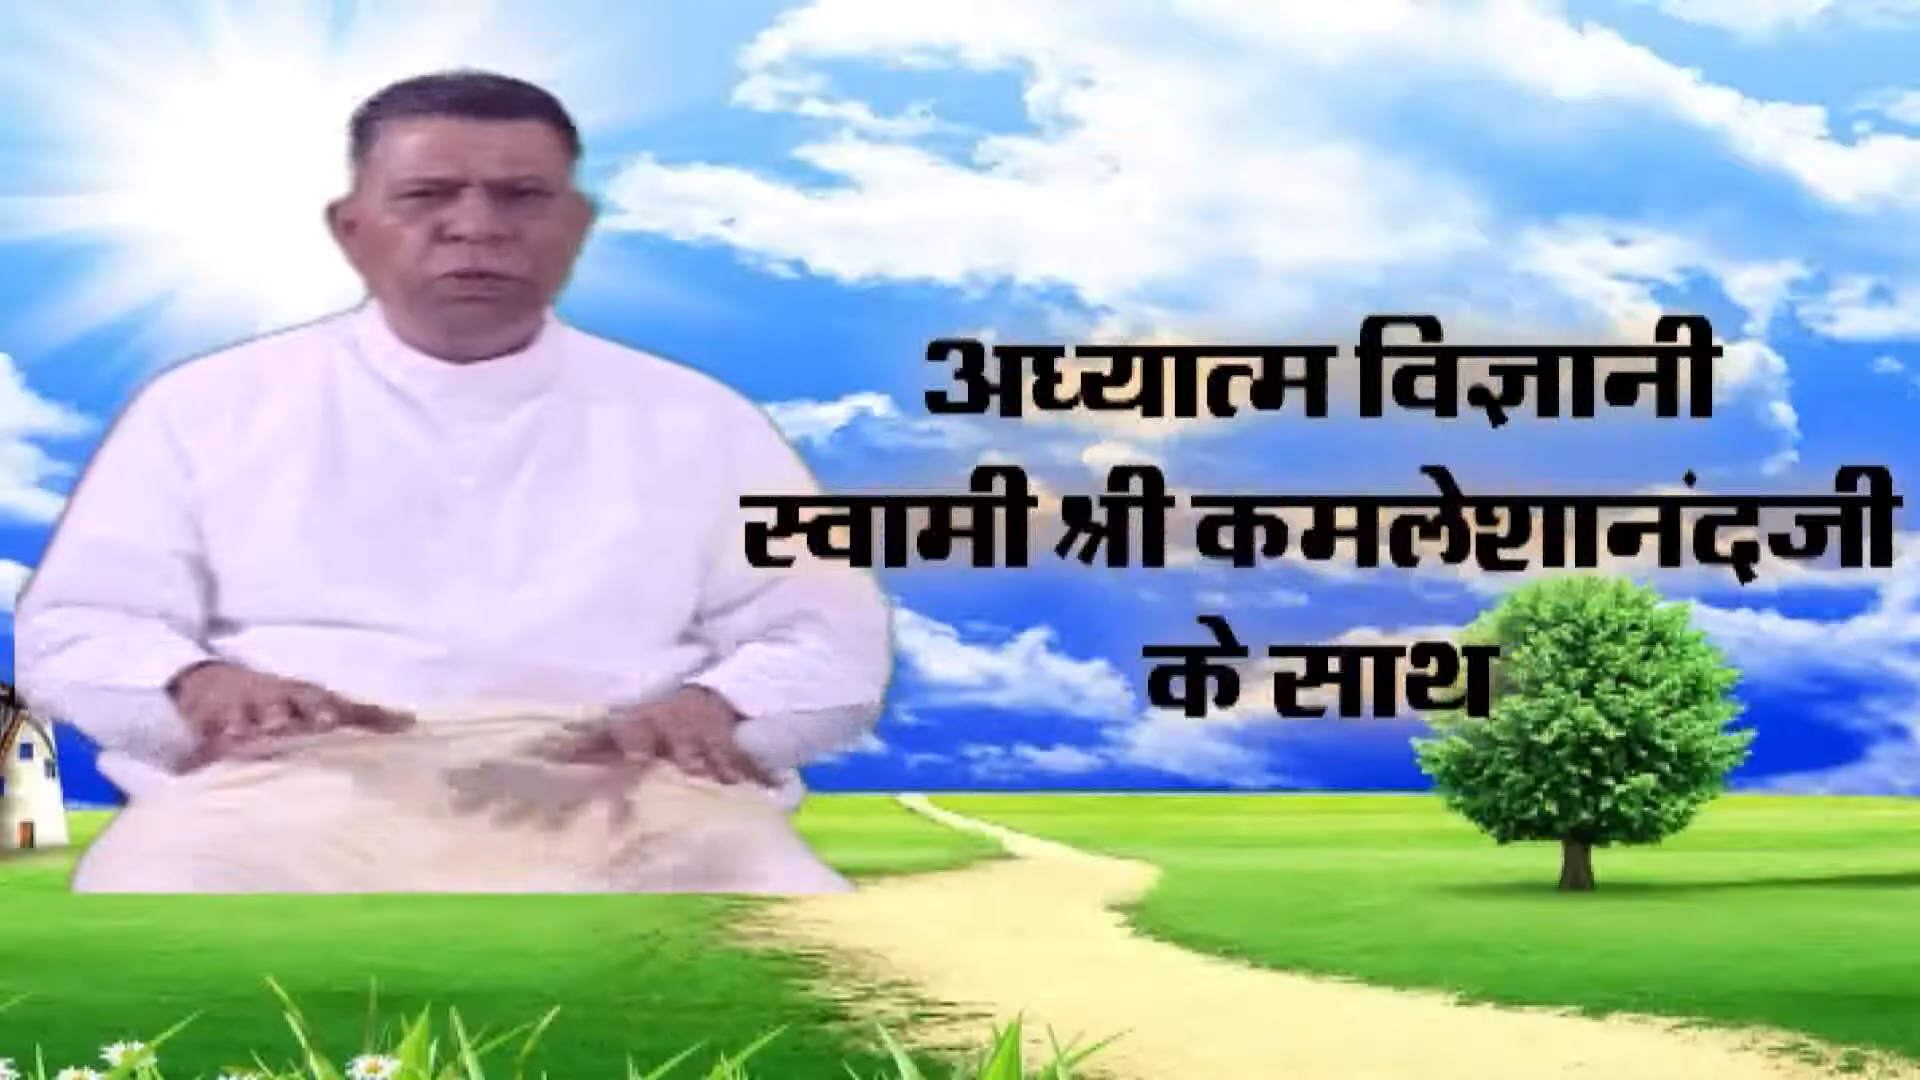 अध्यात्म विज्ञानी
स्वामी श्री कमलेशानंदजी
के साथ